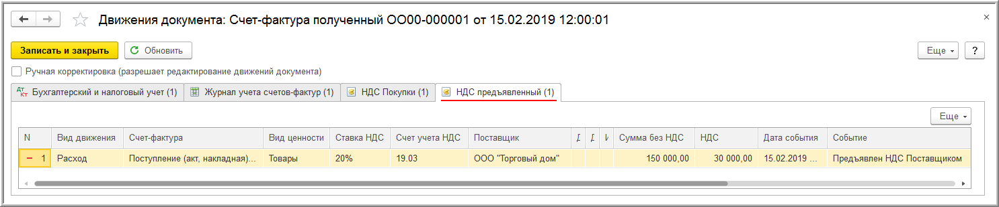 Движения документа: Счет-фактура полученный ОО00-000001 от 15.02.2019 12:00:01
Записать и закрыть Обновить Еще ?
Ручная корректировка (разрешает редактирование движений документа)
Дт Кт Бухгалтерский и налоговый учет (1) Журнал учета счетов-фактур (1) НДС Покупки (1) НДС предъявленный (1)
Еще
N Вид движения Счет-фактура Вид ценности Ставка НДС Счет учета НДС Поставщик Сумма без НДС НДС Дата события Событие
1 Расход Поступление (акт, накладная)... Товары 20% 19.03 ООО "Торговый дом" 150 000,00 30 000,00 15.02.2019 ... Предъявлен НДС Поставщиком